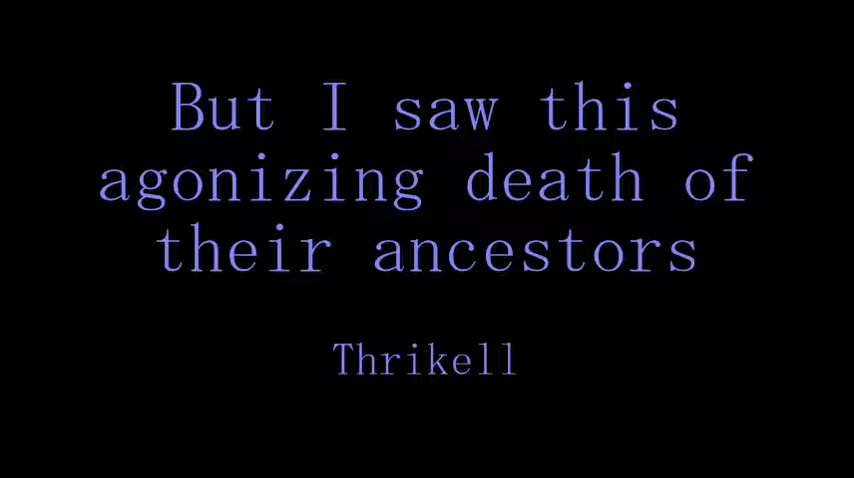 But I saw this
agonizing death of
their ancestors
Thrikell